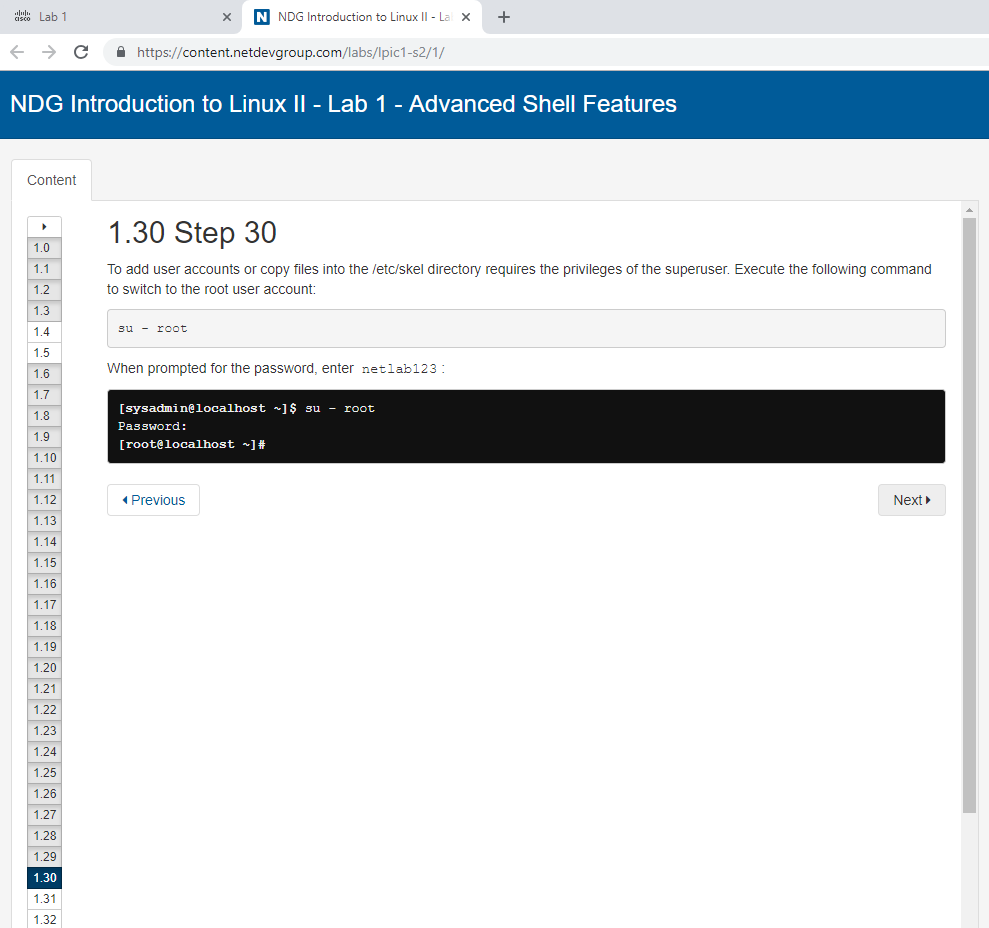 cisco Lab 1
NDG Introduction to Linux II - La
https://content.netdevgroup.com/labs/lpic1-s2/1/
NDG Introduction to Linux II - Lab 1 - Advanced Shell Features
Content
1.0
1.1
1.2
1.3
1.4
1.5
1.6
1.7
1.8
1.9
1.10
1.11
1.12
1.13
1.14
1.15
1.16
1.17
1.18
1.19
1.20
1.21
1.22
1.23
1.24
1.25
1.26
1.27
1.28
1.29
1.30
1.31
1.32
1.30 Step 30
To add user accounts or copy files into the /etc/skel directory requires the privileges of the superuser. Execute the following command
to switch to the root user account:
su - root
When prompted for the password, enter netlab123:
[sysadmin@localhost ~]$ su - root
Password:
[root@localhost ~]#
Previous
Next